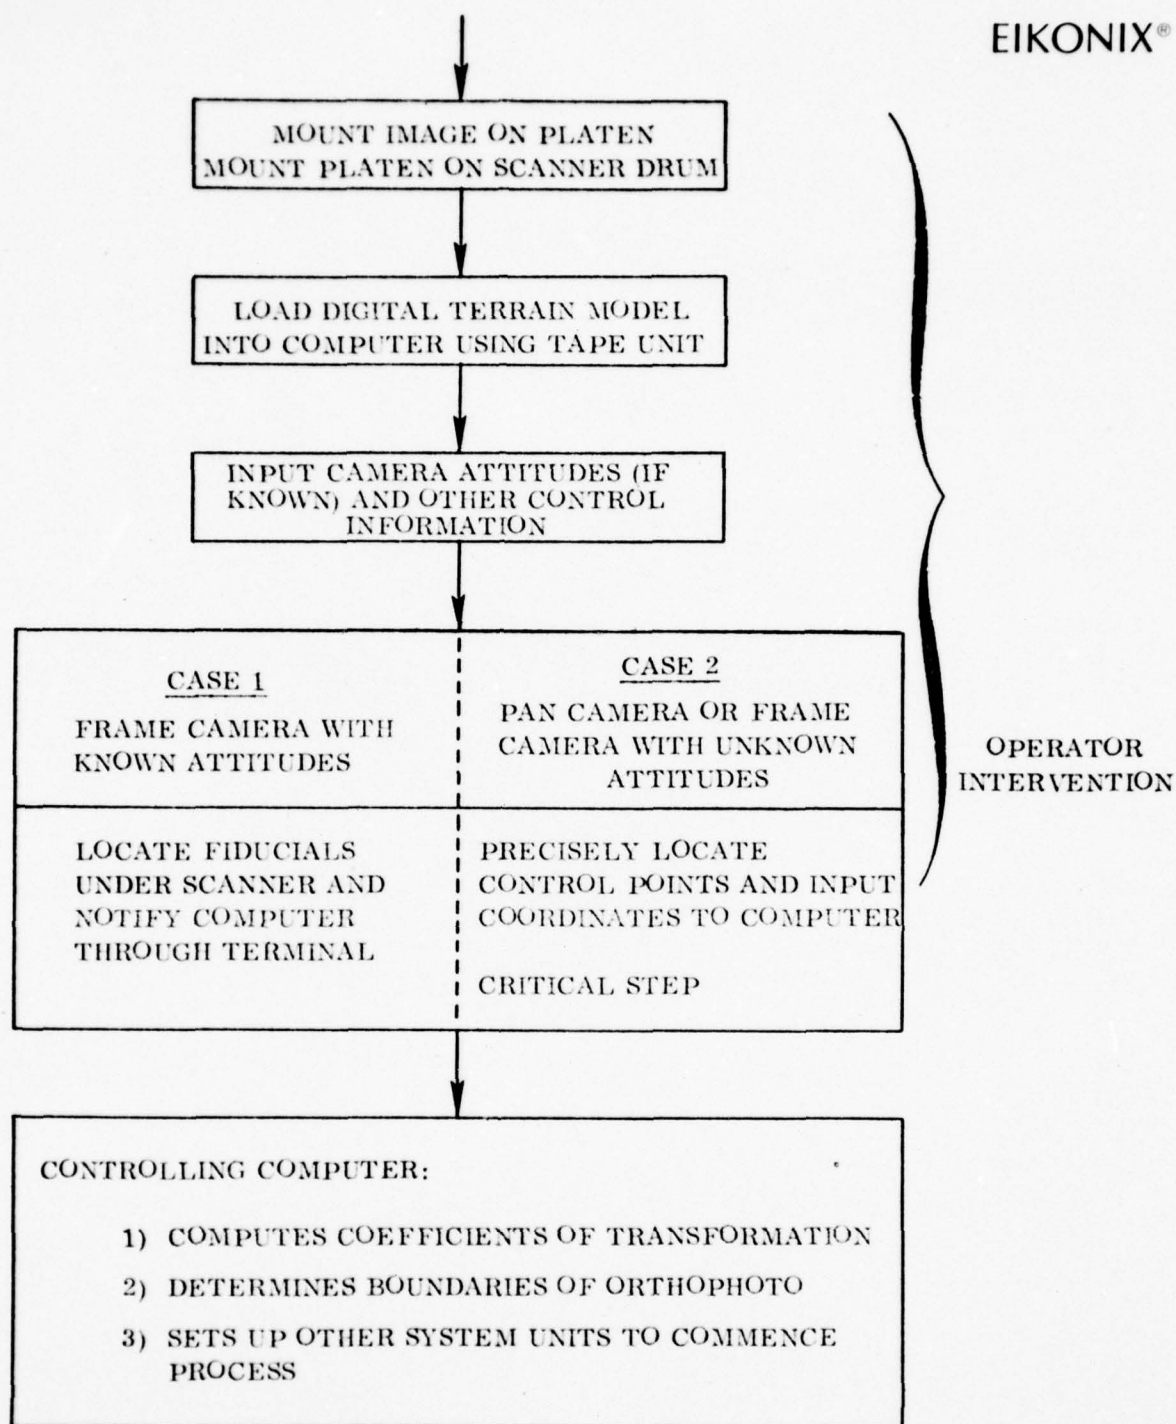 EIKONIX®
MOUNT IMAGE ON PLATEN
MOUNT PLATEN ON SCANNER DRUM
LOAD DIGITAL TERRAIN MODEL
INTO COMPUTER USING TAPE UNIT
INPUT CAMERA ATTITUDES (IF
KNOWN) AND OTHER CONTROL
INFORMATION
CASE 1
FRAME CAMERA WITH
KNOWN ATTITUDES
CASE 2
PAN CAMERA OR FRAME
CAMERA WITH UNKNOWN
ATTITUDES
LOCATE FIDUCIALS
UNDER SCANNER AND
NOTIFY COMPUTER
THROUGH TERMINAL
PRECISELY LOCATE
CONTROL POINTS AND INPUT
COORDINATES TO COMPUTER
CRITICAL STEP
OPERATOR
INTERVENTION
CONTROLLING COMPUTER:
1) COMPUTES COEFFICIENTS OF TRANSFORMATION
2) DETERMINES BOUNDARIES OF ORTHOPHOTO
3) SETS UP OTHER SYSTEM UNITS TO COMMENCE
PROCESS